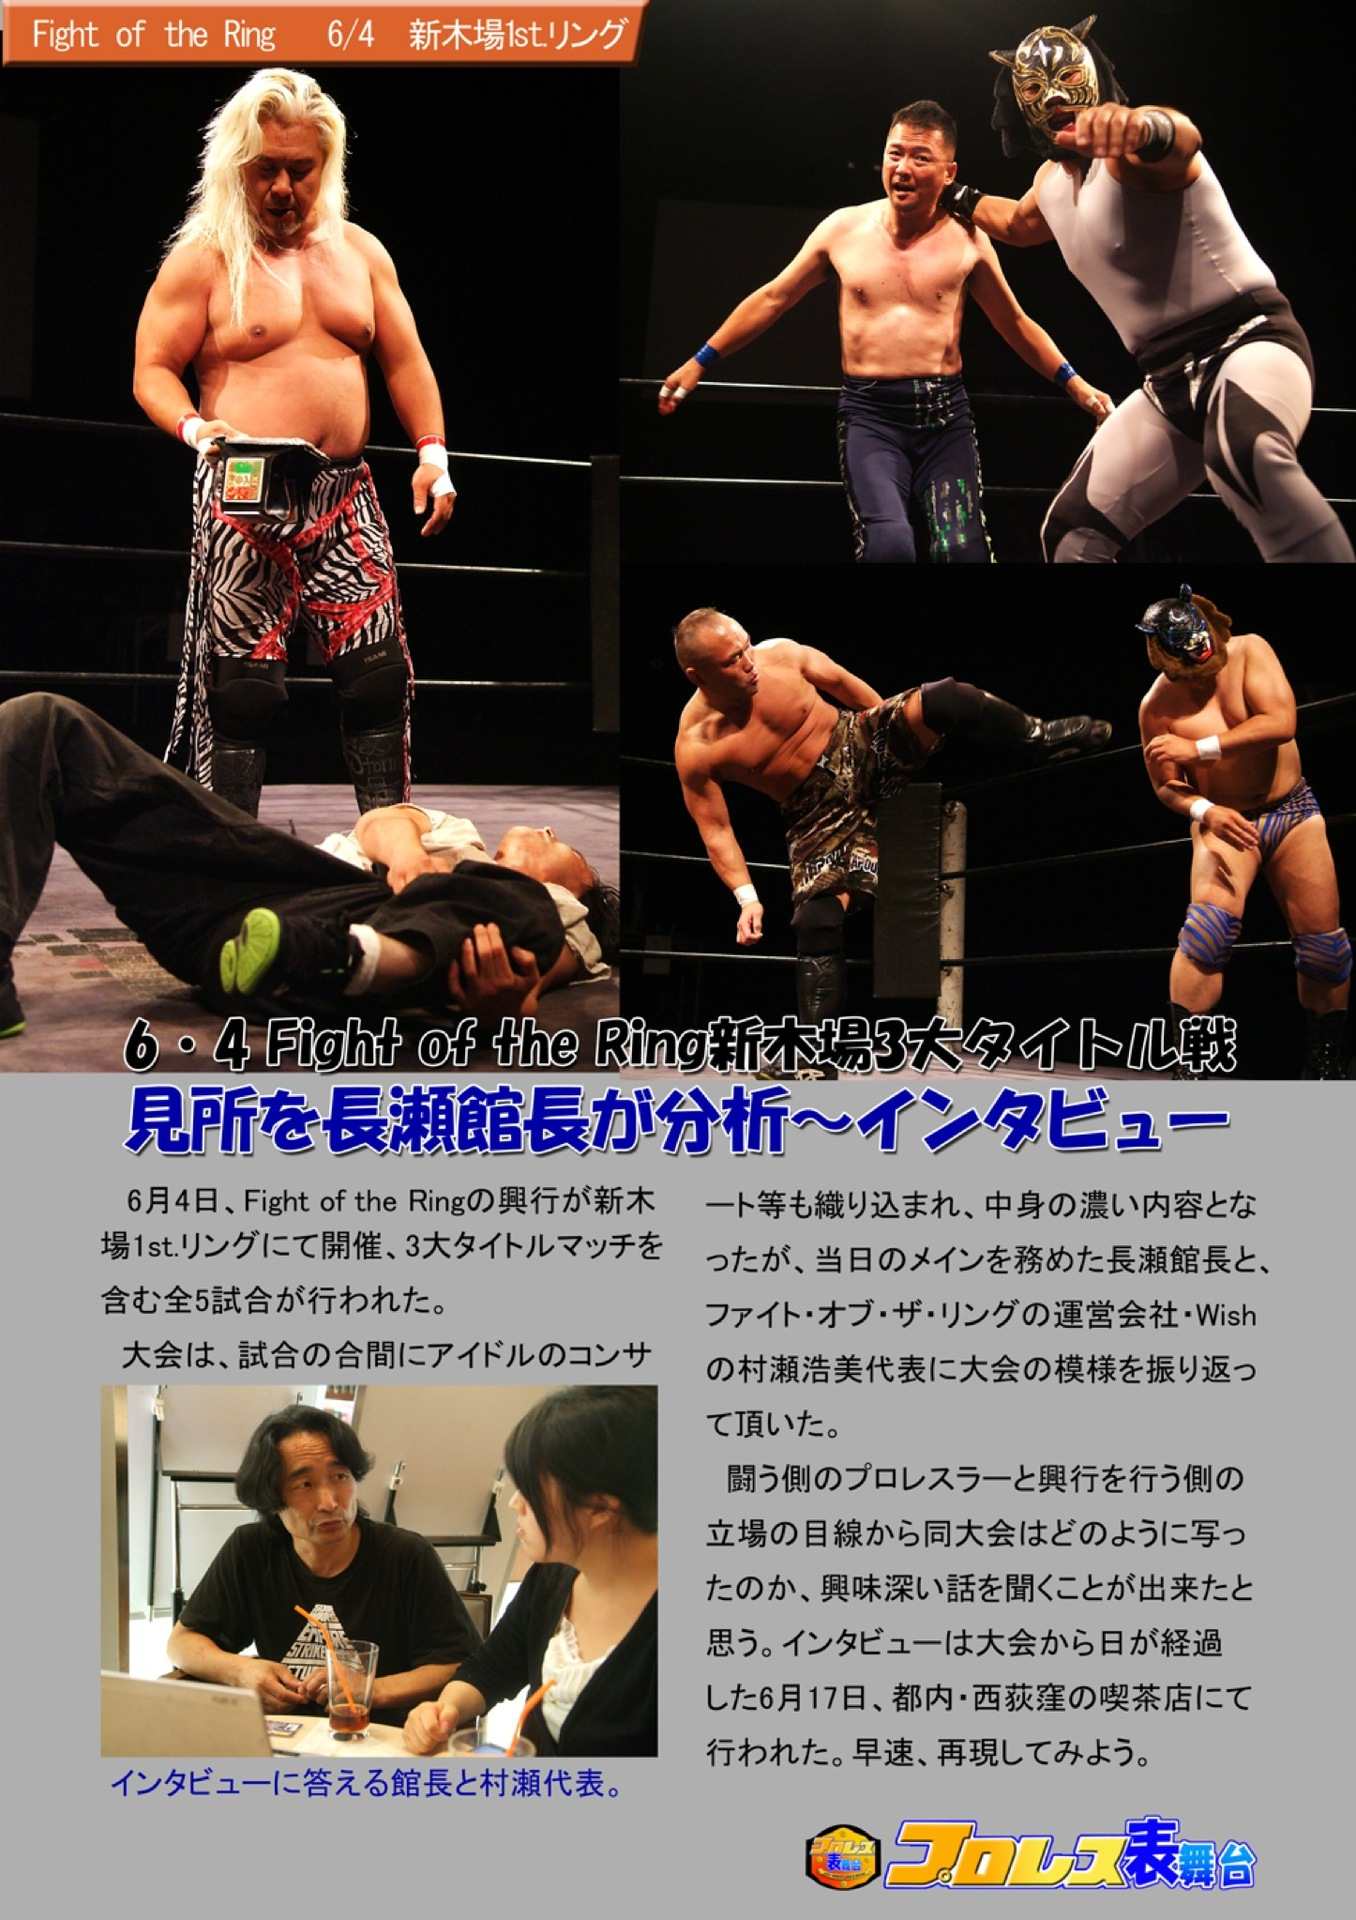 Fight of the Ring 6/4 新木場1st.リング
6・4 Fight of the Ring新木場3大タイトル戦
見所を長瀬館長が分析～インタビュー
6月4日、Fight of the Ringの興行が新木
場1st.リングにて開催、3大タイトルマッチを
含む全5試合が行われた。
大会は、試合の合間にアイドルのコンサ
インタビューに答える館長と村瀬代表。
ート等も織り込まれ、中身の濃い内容とな
ったが、当日のメインを務めた長瀬館長と、
ファイト・オブ・ザ・リングの運営会社・Wish
の村瀬浩美代表に大会の模様を振り返っ
て頂いた。
闘う側のプロレスラーと興行を行う側の
立場の目線から同大会はどのように写っ
たのか、興味深い話を聞くことが出来たと
思う。インタビューは大会から日が経過
した6月17日、都内・西荻窪の喫茶店にて
行われた。早速、再現してみよう。
プロレス
表舞台
プロレス表舞台